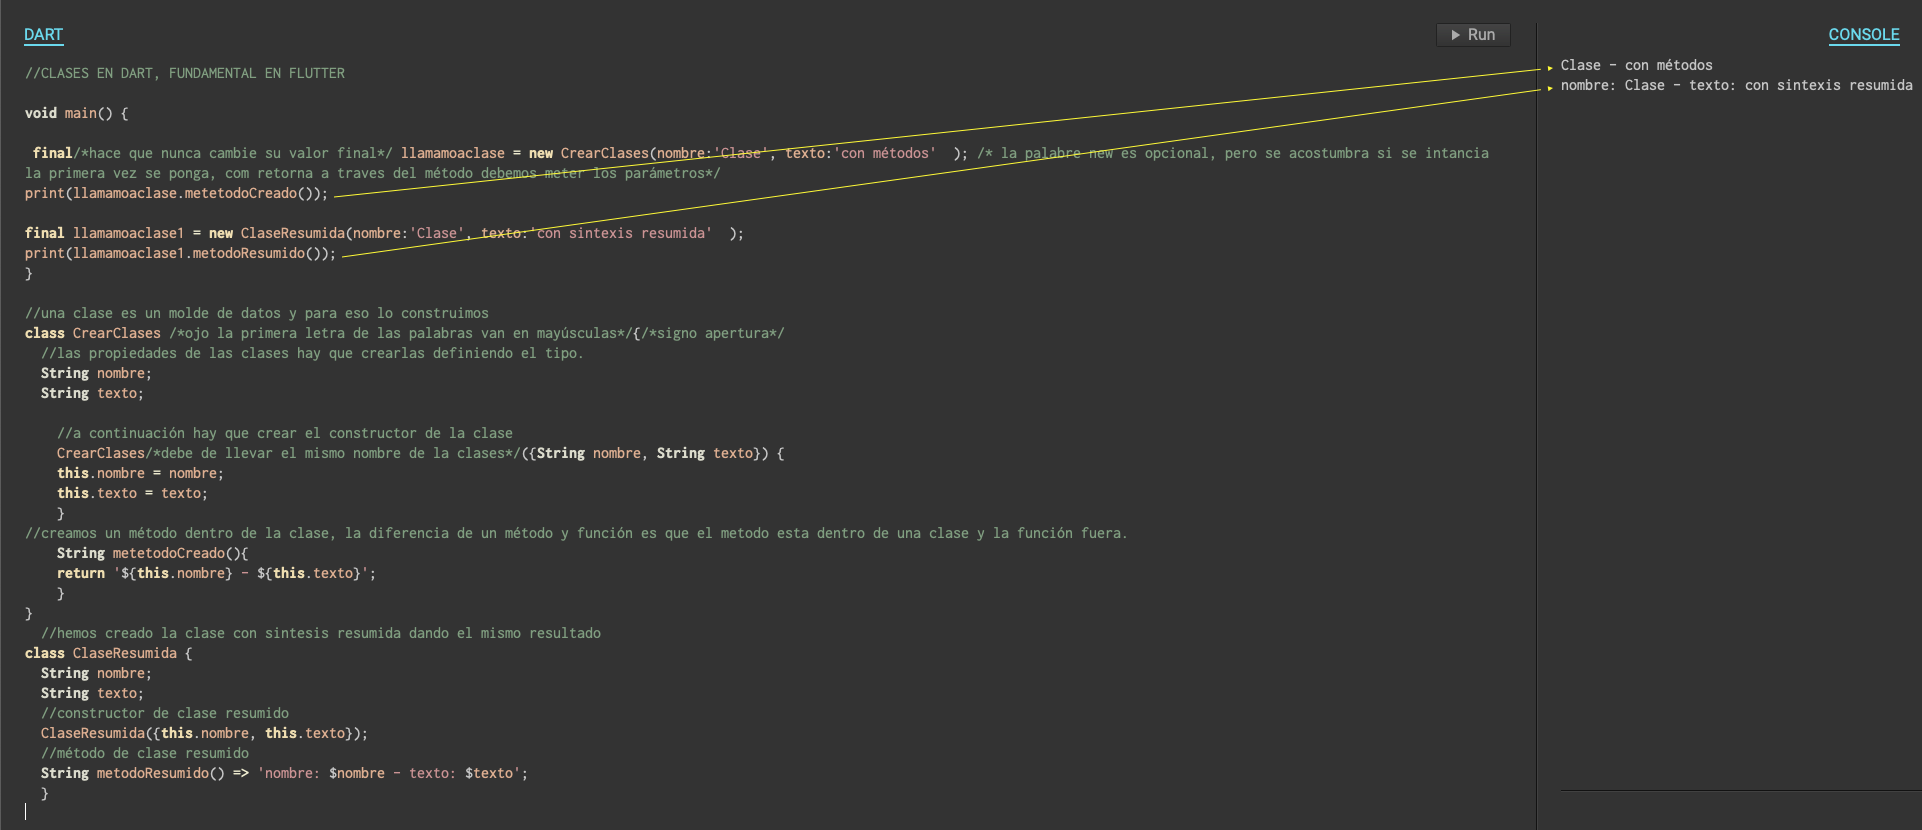 DART
Run
//CLASES EN DART, FUNDAMENTAL EN FLUTTER
void main() {
final/*hace que nunca cambie su valor final*/ llamamoaclase = new CrearClases(nombre:'Clase', texto:'con métodos'  ); /* la palabre new es opcional, pero se acostumbra si se intancia
la primera vez se ponga, com retorna a traves del método debemos meter los parámetros*/
print(llamamoaclase.metetodoCreado());
final llamamoaclase1 = new ClaseResumida(nombre:'Clase', texto:'con sintexis resumida'  );
print(llamamoaclase1.metodoResumido());
}
//una clase es un molde de datos y para eso lo construimos
class CrearClases /*ojo la primera letra de las palabras van en mayúsculas*/{/*signo apertura*/
//las propiedades de las clases hay que crearlas definiendo el tipo.
String nombre;
String texto;
//a continuación hay que crear el constructor de la clase
CrearClases/*debe de llevar el mismo nombre de la clases*/({String nombre, String texto}) {
this.nombre = nombre;
this.texto = texto;
}
//creamos un método dentro de la clase, la diferencia de un método y función es que el metodo esta dentro de una clase y la función fuera.
String metetodoCreado(){
return '${this.nombre} - ${this.texto}';
}
}
//hemos creado la clase con sintesis resumida dando el mismo resultado
class ClaseResumida {
String nombre;
String texto;
//constructor de clase resumido
ClaseResumida({this.nombre, this.texto});
//método de clase resumido
String metodoResumido() => 'nombre: $nombre - texto: $texto';
}
CONSOLE
Clase - con métodos
nombre: Clase - texto: con sintexis resumida